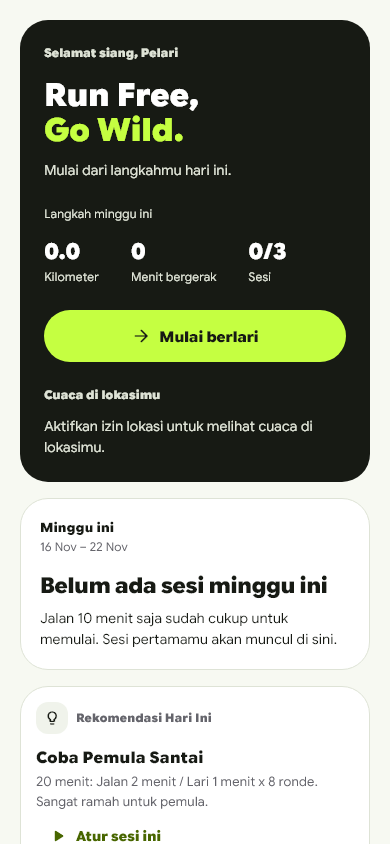 Selamat siang, Pelari
Run Free,
Go Wild.
Mulai dari langkahmu hari ini.
Langkah minggu ini
0.0 0 0/3
Kilometer Menit bergerak Sesi
Mulai berlari
Cuaca di lokasimu
Aktifkan izin lokasi untuk melihat cuaca di
lokasimu.
Minggu ini
16 Nov – 22 Nov
Belum ada sesi minggu ini
Jalan 10 menit saja sudah cukup untuk
memulai. Sesi pertamamu akan muncul di sini.
Rekomendasi Hari Ini
Coba Pemula Santai
20 menit: Jalan 2 menit / Lari 1 menit x 8 ronde.
Sangat ramah untuk pemula.
Atur sesi ini